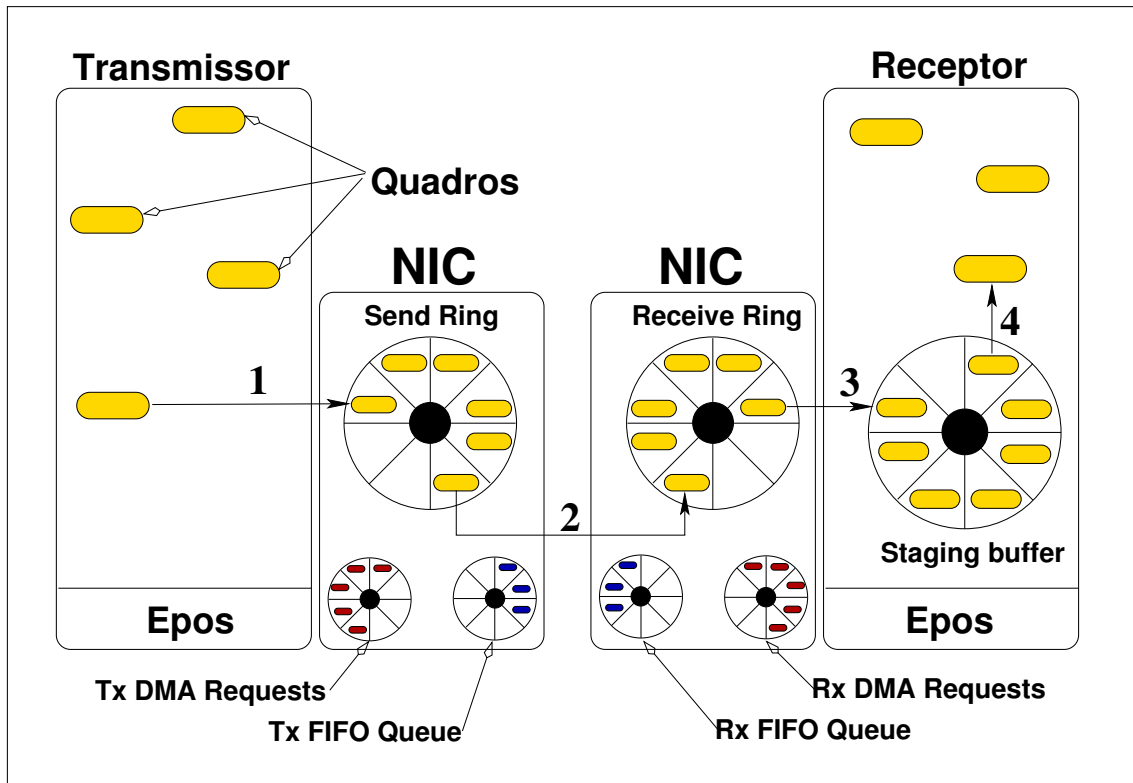 Transmissor
Receptor
Quadros
NIC
NIC
Send Ring
Receive Ring
1
2
3
4
Staging buffer
Epos
Epos
Tx DMA Requests
Rx DMA Requests
Tx FIFO Queue
Rx FIFO Queue